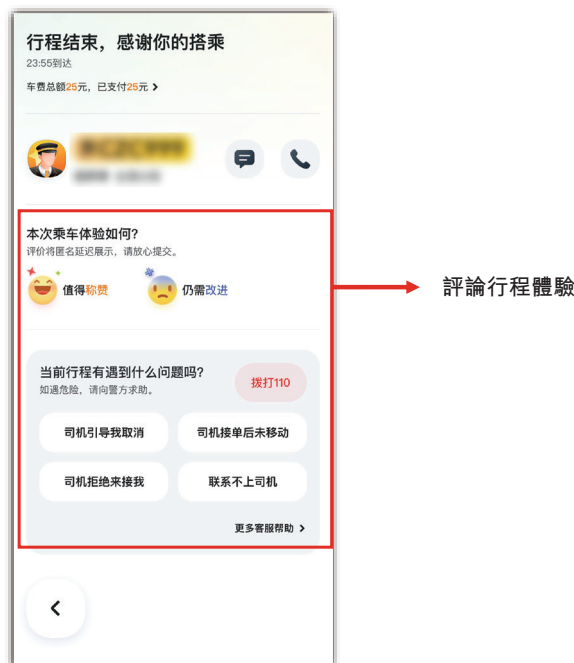 行程结束，感谢你的搭乘
23:55到达
车费总额25元，已支付25元 >
本次乘车体验如何?
评价将匿名延迟展示，请放心提交。
值得称赞
仍需改进
評論行程體驗
当前行程有遇到什么问题吗?
如遇危险，请向警方求助。
拨打110
司机引导我取消
司机接单后未移动
司机拒绝来接我
联系不上司机
更多客服帮助 >